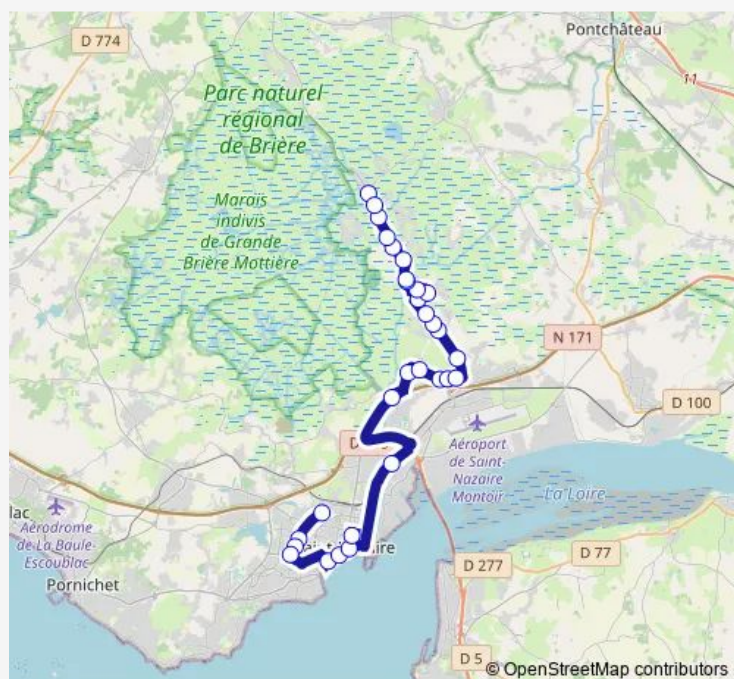 Pontchâteau
D 774
11
Parc naturel
régional
de Brière
Marais
indivis
de Grande
Brière Mottière
N 171
D 100
Aéroport
de Saint-
Nazaire
Montoir
La Loire
lac
Aérodrome
de La Baule-
Escoublac
Pornichet
D 277
D 77
D 5
© OpenStreetMap contributors